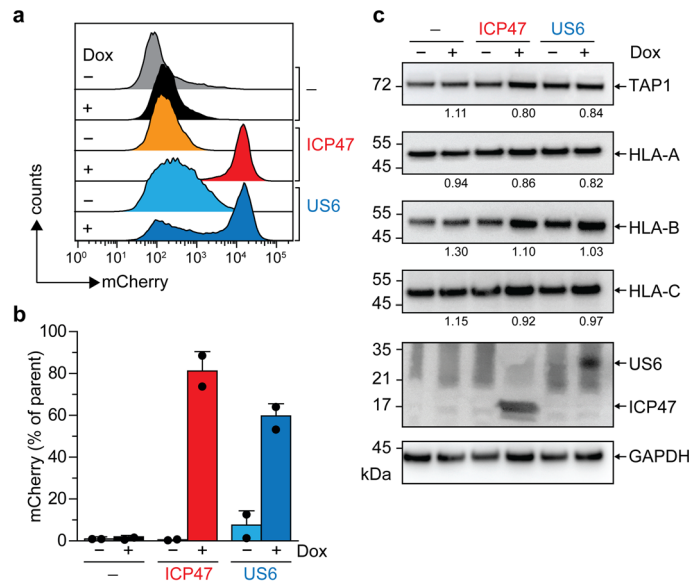 a
Dox
–
+
–
–
+
ICP47
–
+
US6
counts
10⁰ 10¹ 10² 10³ 10⁴ 10⁵
mCherry
b
mCherry (% of parent)
100
80
60
40
20
0
– + – + – + Dox
– ICP47 US6
c
– ICP47 US6
– + – + – + Dox
72 TAP1
1.11 0.80 0.84
55
45
HLA-A
0.94 0.86 0.82
55
45
HLA-B
1.30 1.10 1.03
55
45
HLA-C
1.15 0.92 0.97
35
US6
21
17 ICP47
45
GAPDH
kDa